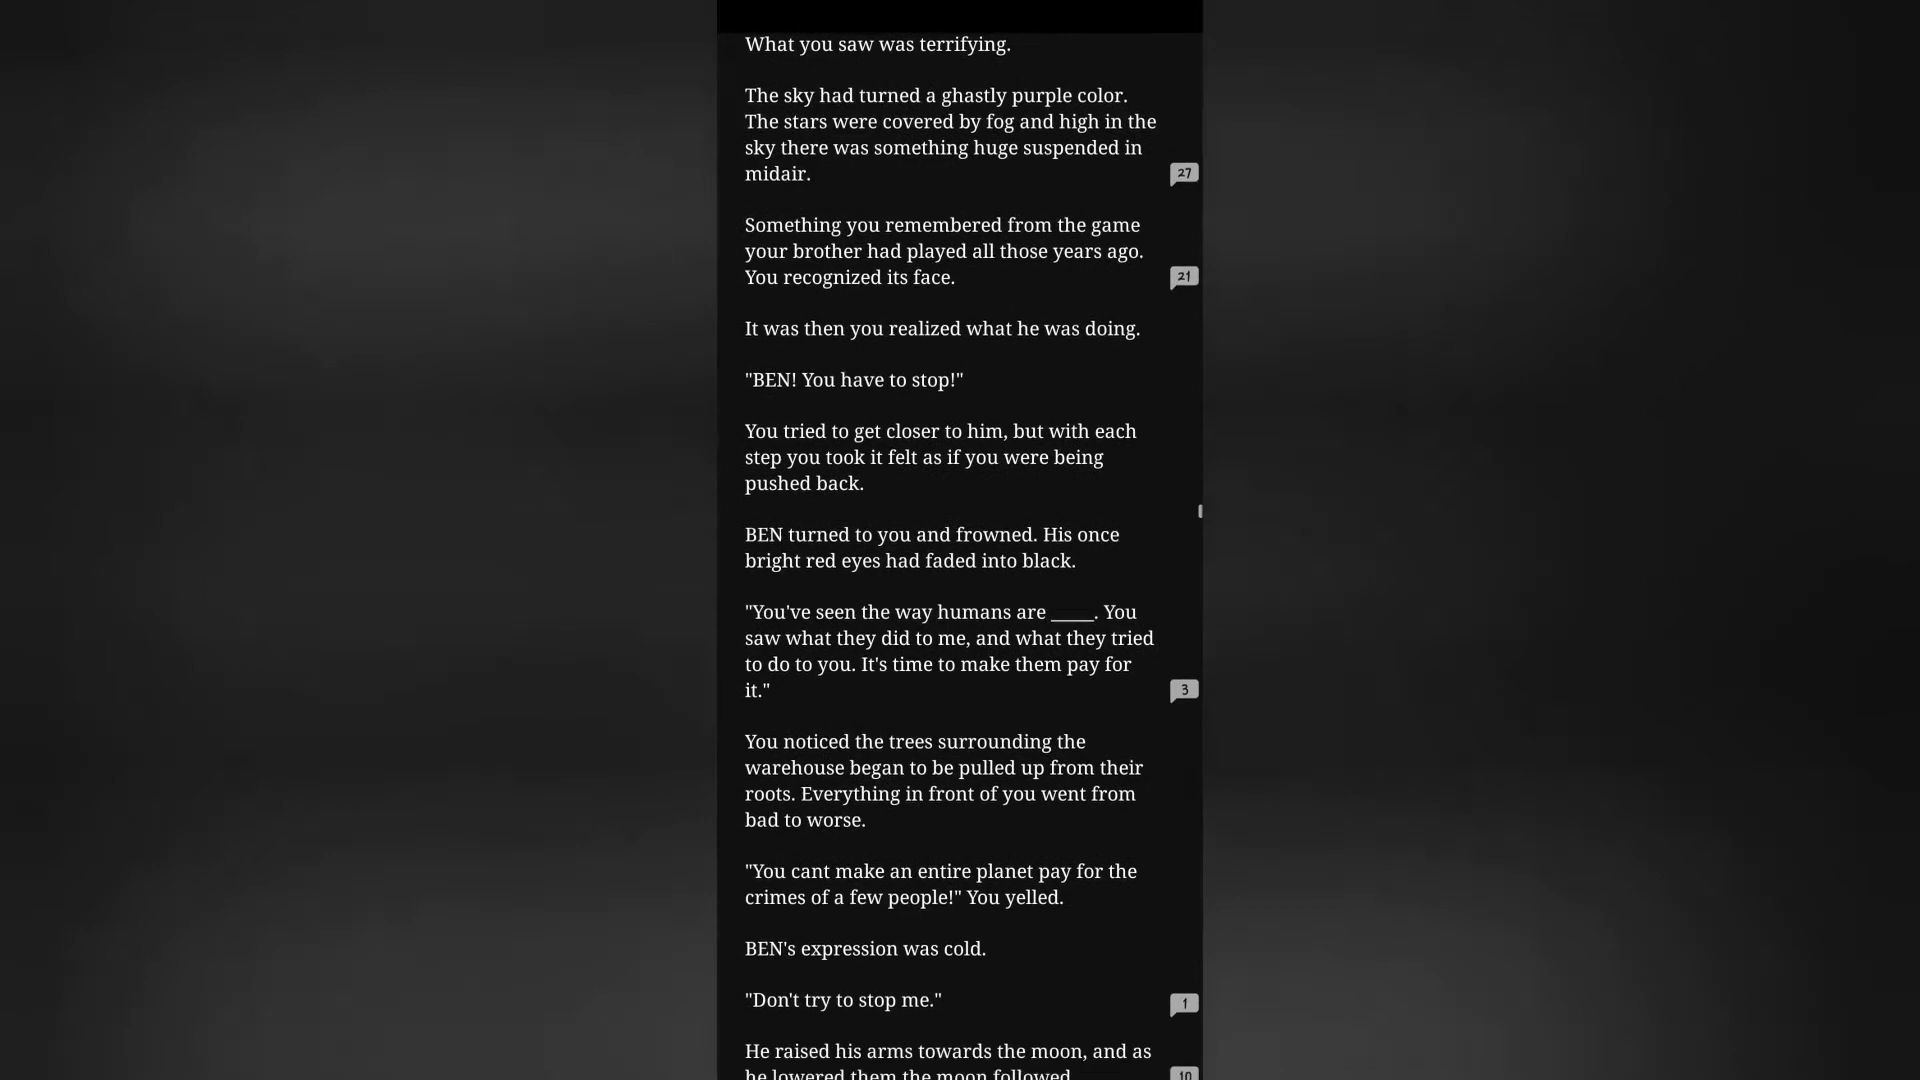 What you saw was terrifying.
The sky had turned a ghastly purple color.
The stars were covered by fog and high in the
sky there was something huge suspended in
midair.
27
Something you remembered from the game
your brother had played all those years ago.
You recognized its face.
21
It was then you realized what he was doing.
"BEN! You have to stop!"
You tried to get closer to him, but with each
step you took it felt as if you were being
pushed back.
BEN turned to you and frowned. His once
bright red eyes had faded into black.
"You've seen the way humans are _____. You
saw what they did to me, and what they tried
to do to you. It's time to make them pay for
it."
3
You noticed the trees surrounding the
warehouse began to be pulled up from their
roots. Everything in front of you went from
bad to worse.
"You cant make an entire planet pay for the
crimes of a few people!" You yelled.
BEN's expression was cold.
"Don't try to stop me."
1
He raised his arms towards the moon, and as
he lowered them the moon followed.
10